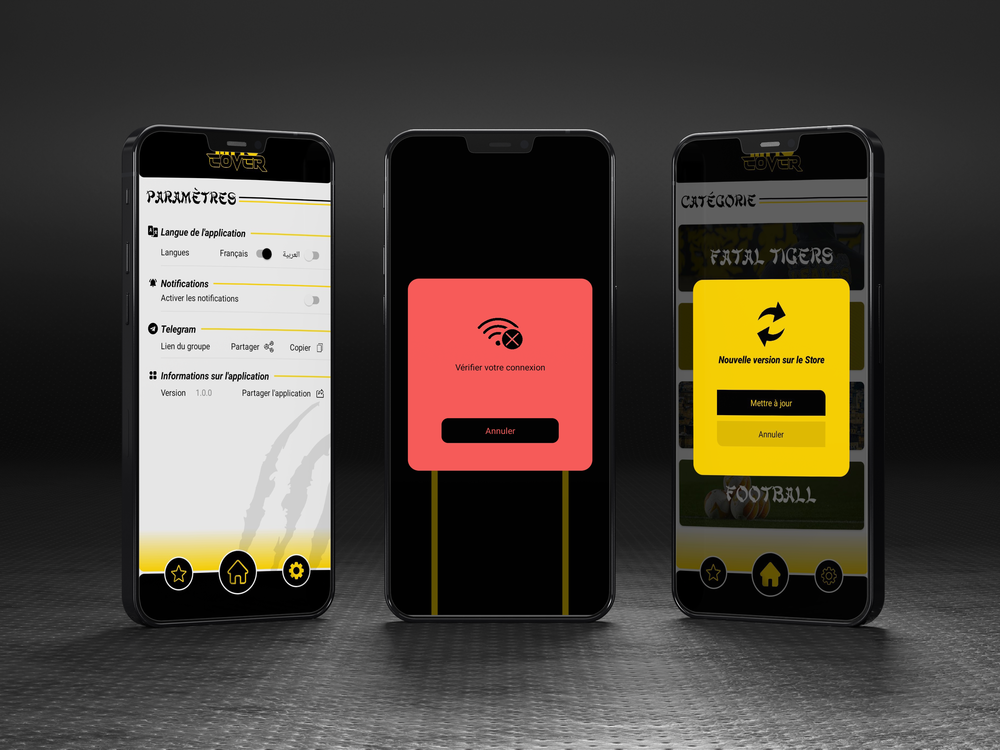 COVER
PARAMÈTRES
Langue de l'application
Langues Français العربية
Notifications
Activer les notifications
Telegram
Lien du groupe Partager Copier
Informations sur l'application
Version 1.0.0 Partager l'application
Vérifier votre connexion
Annuler
COVER
CATÉGORIE
FATAL TIGERS
Nouvelle version sur le Store
Mettre à jour
Annuler
FOOTBALL